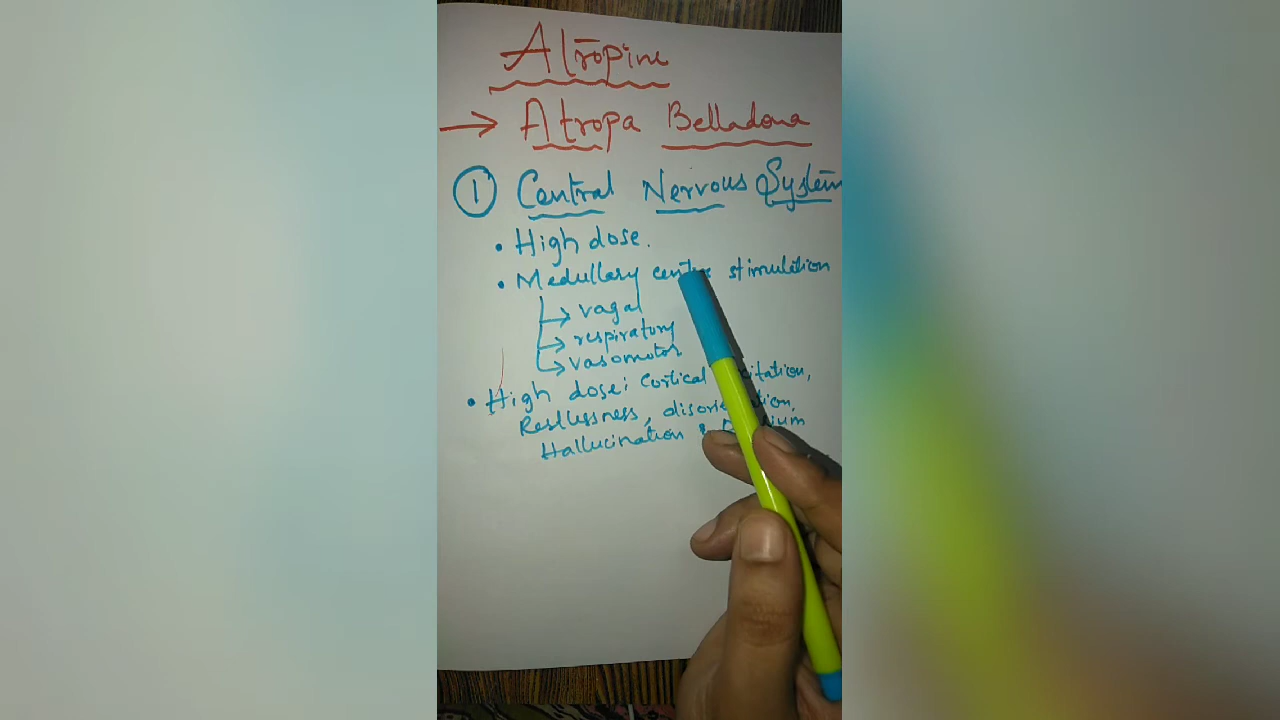 Atropine
→ Atropa Belladona
① Central Nervous System
• High dose.
• Medullary centre stimulation
→ vagal
→ respiratory
→ vasomotor
• High dose: Cortical
Restlessness,
Hallucination &